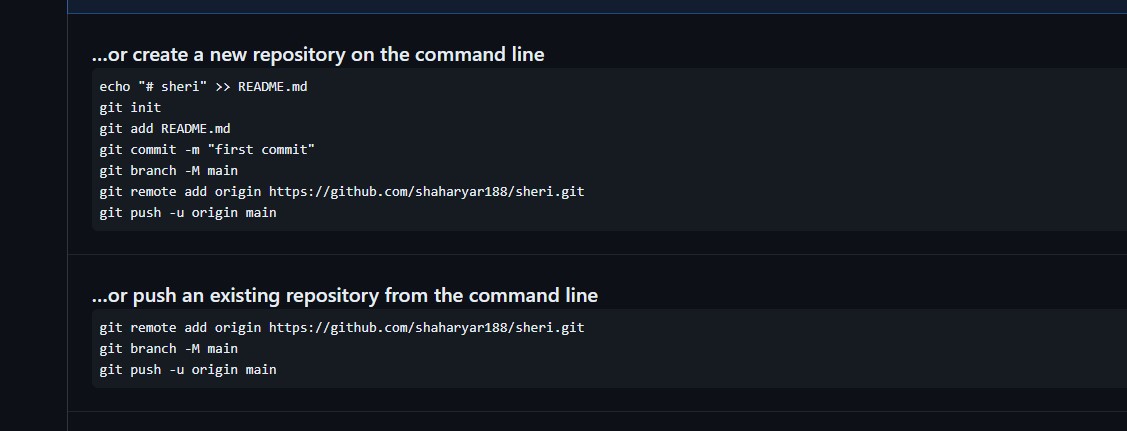 ...or create a new repository on the command line
echo "# sheri" >> README.md
git init
git add README.md
git commit -m "first commit"
git branch -M main
git remote add origin https://github.com/shaharyar188/sheri.git
git push -u origin main
...or push an existing repository from the command line
git remote add origin https://github.com/shaharyar188/sheri.git
git branch -M main
git push -u origin main